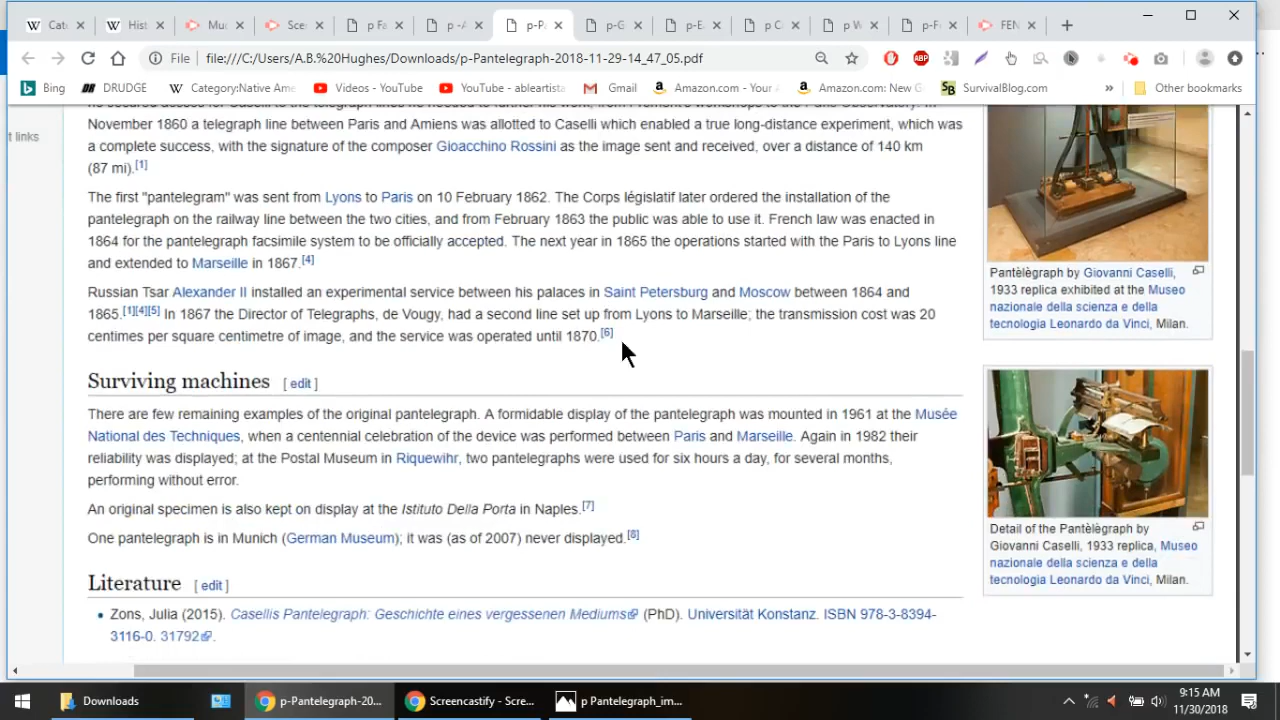 Cat
Hist
Mu
Sce
p Fa
p -A
p-Pa
p-G
p-E
p C
p W
p-F
FEN
File
file:///C:/Users/A.B.%20Hughes/Downloads/p-Pantelegraph-2018-11-29-14_47_05.pdf
ABP
Bing
DRUDGE
Category:Native Ame
Videos - YouTube
YouTube - ableartista
Gmail
Amazon.com - Your
Amazon.com: New G
SB
SurvivalBlog.com
»
Other bookmarks
t links
November 1860 a telegraph line between Paris and Amiens was allotted to Caselli which enabled a true long-distance experiment, which was
a complete success, with the signature of the composer Gioacchino Rossini as the image sent and received, over a distance of 140 km
(87 mi).[1]
The first "pantelegram" was sent from Lyons to Paris on 10 February 1862. The Corps législatif later ordered the installation of the
pantelegraph on the railway line between the two cities, and from February 1863 the public was able to use it. French law was enacted in
1864 for the pantelegraph facsimile system to be officially accepted. The next year in 1865 the operations started with the Paris to Lyons line
and extended to Marseille in 1867.[4]
Russian Tsar Alexander II installed an experimental service between his palaces in Saint Petersburg and Moscow between 1864 and
1865.[1][4][5] In 1867 the Director of Telegraphs, de Vougy, had a second line set up from Lyons to Marseille; the transmission cost was 20
centimes per square centimetre of image, and the service was operated until 1870.[6]
Surviving machines [ edit ]
There are few remaining examples of the original pantelegraph. A formidable display of the pantelegraph was mounted in 1961 at the Musée
National des Techniques, when a centennial celebration of the device was performed between Paris and Marseille. Again in 1982 their
reliability was displayed; at the Postal Museum in Riquewihr, two pantelegraphs were used for six hours a day, for several months,
performing without error.
An original specimen is also kept on display at the Istituto Della Porta in Naples.[7]
One pantelegraph is in Munich (German Museum); it was (as of 2007) never displayed.[8]
Literature [ edit ]
• Zons, Julia (2015). Casellis Pantelegraph: Geschichte eines vergessenen Mediums (PhD). Universität Konstanz. ISBN 978-3-8394-
3116-0. 31792.
Pantèlègraph by Giovanni Caselli,
1933 replica exhibited at the Museo
nazionale della scienza e della
tecnologia Leonardo da Vinci, Milan.
Detail of the Pantèlègraph by
Giovanni Caselli, 1933 replica, Museo
nazionale della scienza e della
tecnologia Leonardo da Vinci, Milan.
Downloads
p-Pantelegraph-20...
Screencastify - Scre...
p Pantelegraph_im...
9:15 AM
11/30/2018